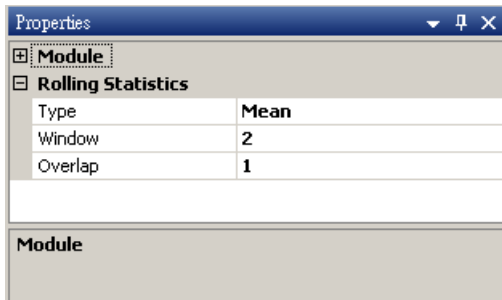 Properties
Module
Rolling Statistics
Type Mean
Window 2
Overlap 1
Module